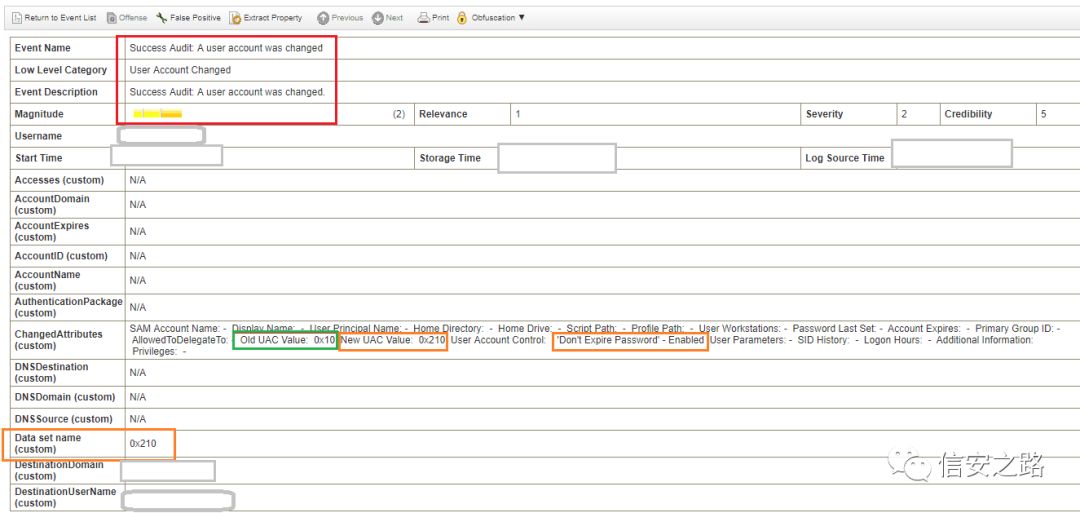 Return to Event List Offense False Positive Extract Property Previous Next Print Obfuscation ▼
Event Name Success Audit: A user account was changed
Low Level Category User Account Changed
Event Description Success Audit: A user account was changed.
Magnitude (2) Relevance 1 Severity 2 Credibility 5
Username
Start Time Storage Time Log Source Time
Accesses (custom) N/A
AccountDomain
(custom) N/A
AccountExpires
(custom) N/A
AccountID (custom) N/A
AccountName
(custom) N/A
AuthenticationPackage
(custom) N/A
ChangedAttributes
(custom)
SAM Account Name: - Display Name: - User Principal Name: - Home Directory: - Home Drive: - Script Path: - Profile Path: - User Workstations: - Password Last Set: - Account Expires: - Primary Group ID: -
AllowedToDelegateTo: - Old UAC Value: 0x10 New UAC Value: 0x210 User Account Control: 'Don't Expire Password' - Enabled User Parameters: - SID History: - Logon Hours: - Additional Information:
Privileges: -
DNSDestination
(custom) N/A
DNSDomain (custom) N/A
DNSSource (custom) N/A
Data set name
(custom) 0x210
DestinationDomain
(custom)
DestinationUserName
(custom)
信安之路